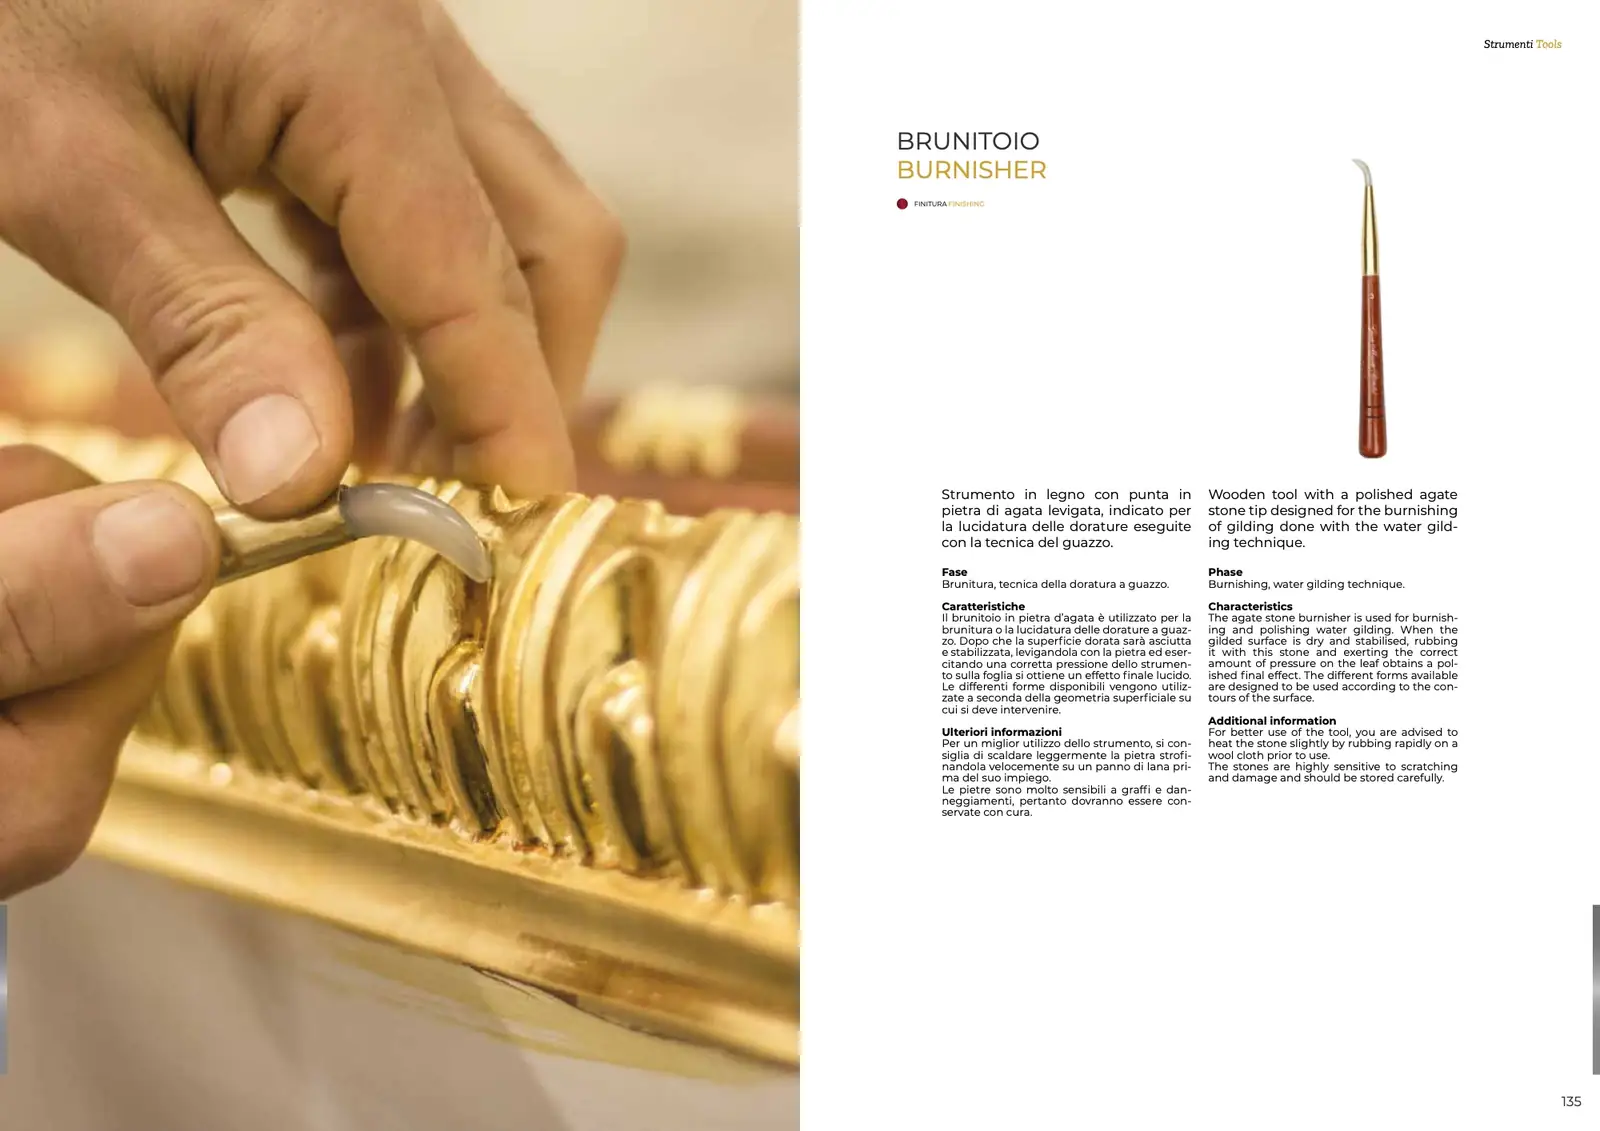 Strumenti Tools
BRUNITOIO
BURNISHER
FINITURA FINISHING
Strumento in legno con punta in
pietra di agata levigata, indicato per
la lucidatura delle dorature eseguite
con la tecnica del guazzo.
Fase
Brunitura, tecnica della doratura a guazzo.
Caratteristiche
Il brunitoio in pietra d'agata è utilizzato per la
brunitura o la lucidatura delle dorature a guaz-
zo. Dopo che la superficie dorata sarà asciutta
e stabilizzata, levigandola con la pietra ed eser-
citando una corretta pressione dello strumen-
to sulla foglia si ottiene un effetto finale lucido.
Le differenti forme disponibili vengono utiliz-
zate a seconda della geometria superficiale su
cui si deve intervenire.
Ulteriori informazioni
Per un miglior utilizzo dello strumento, si con-
siglia di scaldare leggermente la pietra strofi-
nandola velocemente su un panno di lana pri-
ma del suo impiego.
Le pietre sono molto sensibili a graffi e dan-
neggiamenti, pertanto dovranno essere con-
servate con cura.
Wooden tool with a polished agate
stone tip designed for the burnishing
of gilding done with the water gild-
ing technique.
Phase
Burnishing, water gilding technique.
Characteristics
The agate stone burnisher is used for burnish-
ing and polishing water gilding. When the
gilded surface is dry and stabilised, rubbing
it with this stone and exerting the correct
amount of pressure on the leaf obtains a pol-
ished final effect. The different forms available
are designed to be used according to the con-
tours of the surface.
Additional information
For better use of the tool, you are advised to
heat the stone slightly by rubbing rapidly on a
wool cloth prior to use.
The stones are highly sensitive to scratching
and damage and should be stored carefully.
135